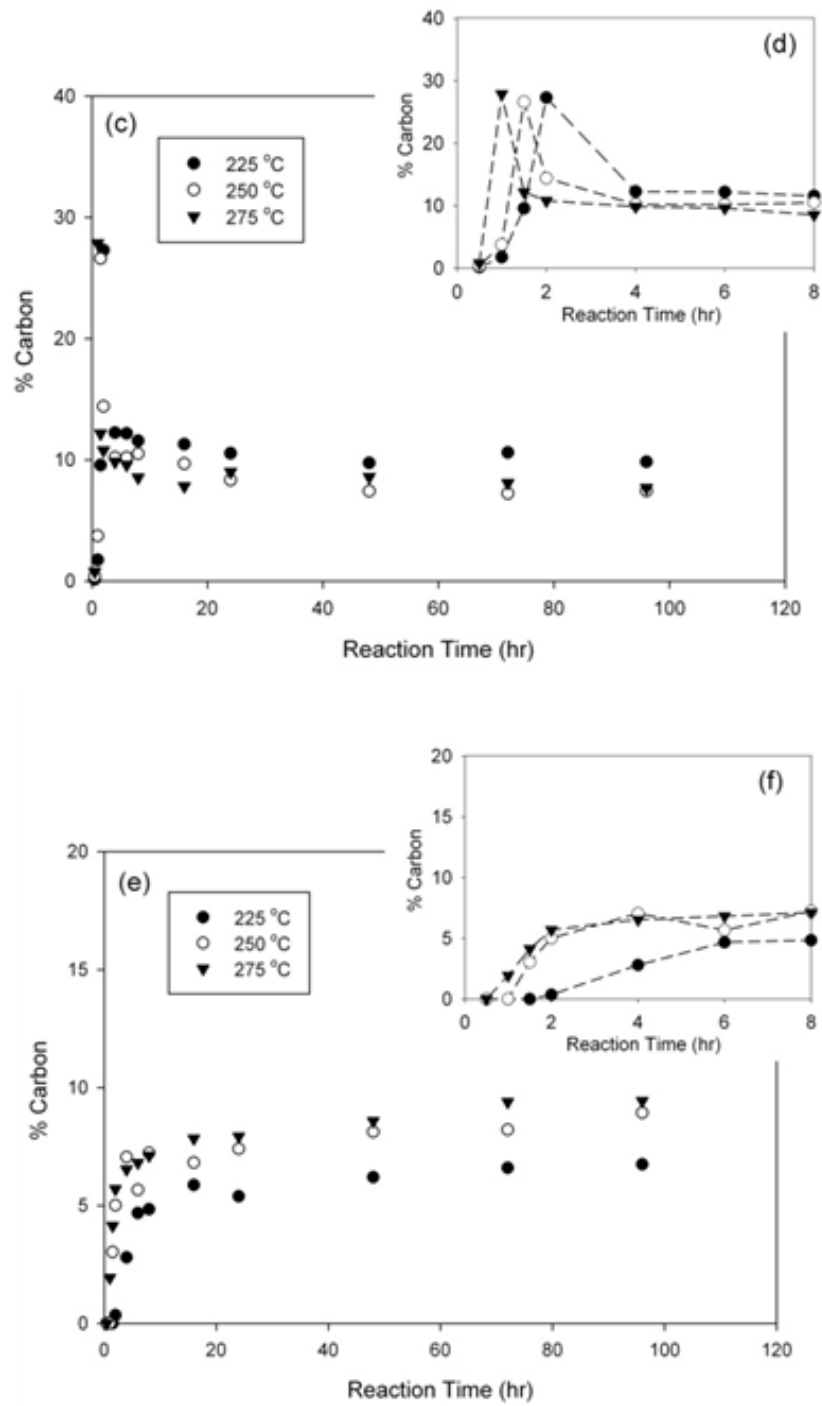 (d)
40
30
20
10
0
% Carbon
0 2 4 6 8
Reaction Time (hr)
(c)
225 °C
250 °C
275 °C
40
30
20
10
0
% Carbon
0 20 40 60 80 100 120
Reaction Time (hr)
(f)
20
15
10
5
0
% Carbon
0 2 4 6 8
Reaction Time (hr)
(e)
225 °C
250 °C
275 °C
20
15
10
5
0
% Carbon
0 20 40 60 80 100 120
Reaction Time (hr)